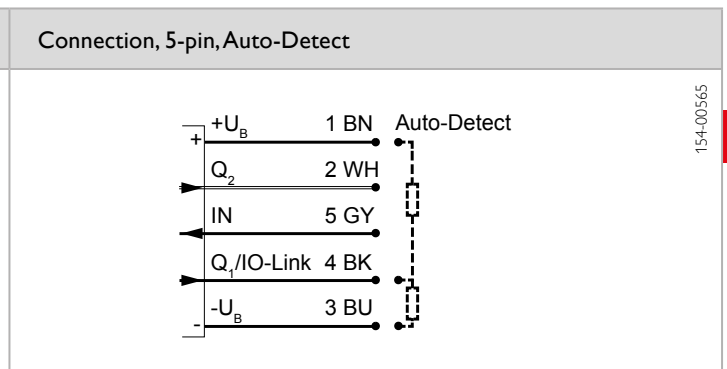 Connection, 5-pin, Auto-Detect
+U_B 1 BN Auto-Detect
+
Q_2 2 WH
IN 5 GY
Q_1/IO-Link 4 BK
-U_B 3 BU
-
154-00565